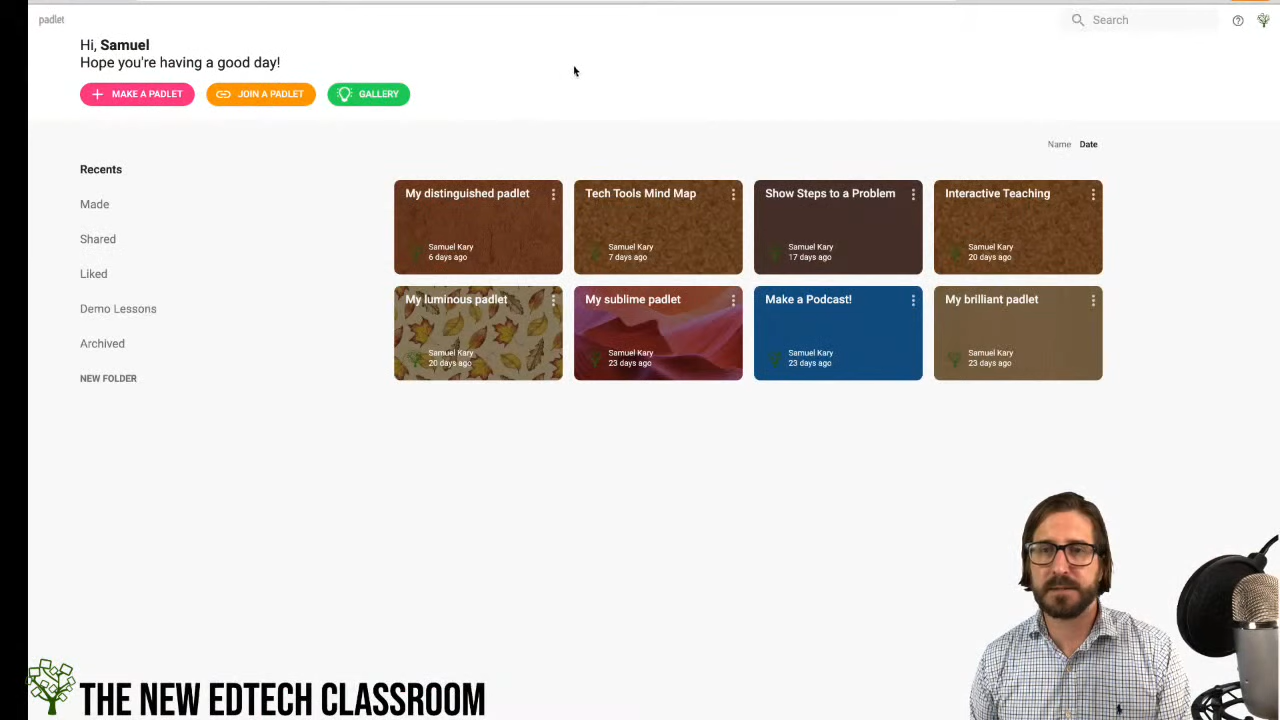 padlet
Search
Hi, Samuel
Hope you're having a good day!
MAKE A PADLET
JOIN A PADLET
GALLERY
Name Date
Recents
Made
Shared
Liked
Demo Lessons
Archived
NEW FOLDER
My distinguished padlet
Samuel Kary
6 days ago
Tech Tools Mind Map
Samuel Kary
7 days ago
Show Steps to a Problem
Samuel Kary
17 days ago
Interactive Teaching
Samuel Kary
20 days ago
My luminous padlet
Samuel Kary
20 days ago
My sublime padlet
Samuel Kary
23 days ago
Make a Podcast!
Samuel Kary
23 days ago
My brilliant padlet
Samuel Kary
23 days ago
THE NEW EDTECH CLASSROOM